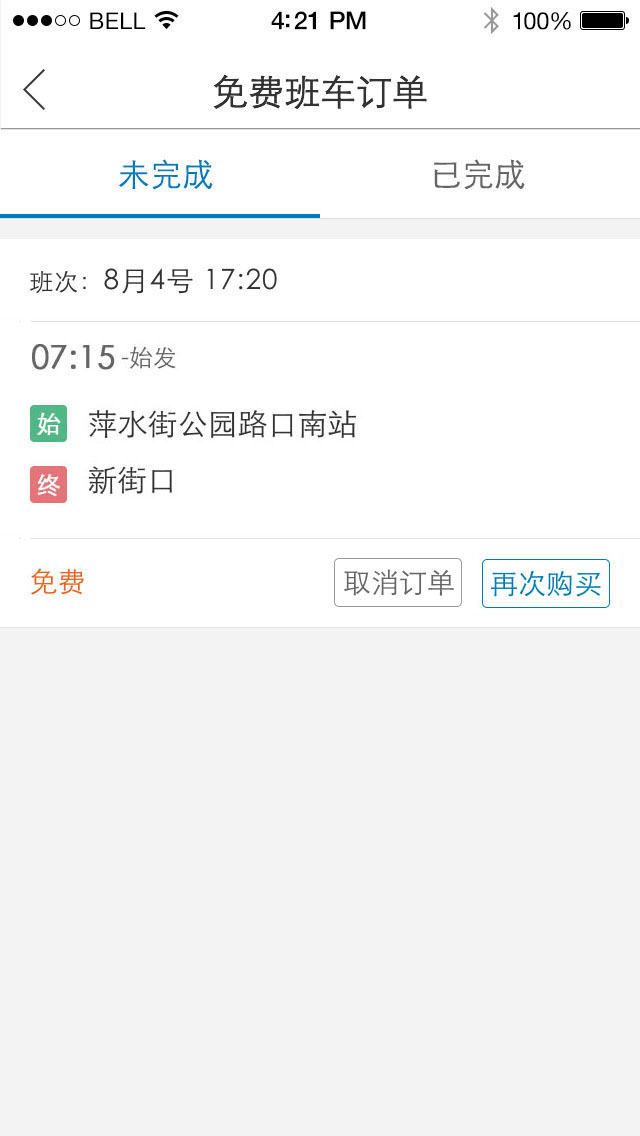 BELL 4:21 PM 100%
免费班车订单
未完成 已完成
班次：8月4号 17:20
07:15 -始发
始 萍水街公园路口南站
终 新街口
免费 取消订单 再次购买